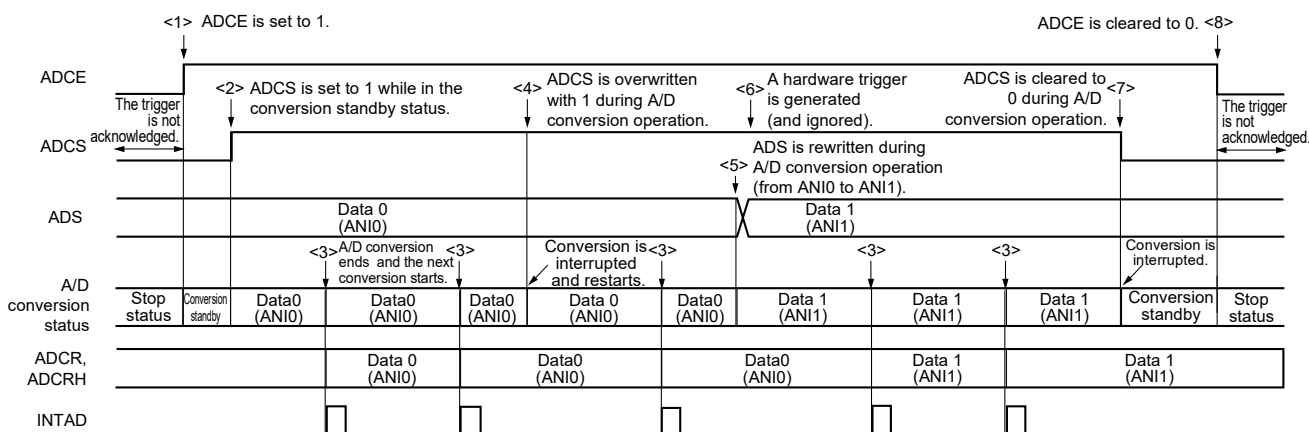 <1> ADCE is set to 1.
ADCE is cleared to 0. <8>
ADCE
The trigger
is not
acknowledged.
<2> ADCS is set to 1 while in the
conversion standby status.
<4> ADCS is overwritten
with 1 during A/D
conversion operation.
<6> A hardware trigger
is generated
(and ignored).
ADCS is cleared to <7>
0 during A/D
conversion operation.
The trigger
is not
acknowledged.
ADCS
<5> ADS is rewritten during
A/D conversion operation
(from ANI0 to ANI1).
ADS
Data 0
(ANI0)
Data 1
(ANI1)
<3> A/D conversion
ends and the next
conversion starts.
<3>
Conversion is
interrupted
and restarts.
<3>
<3>
<3>
Conversion is
interrupted.
A/D
conversion
status
Stop
status
Conversion
standby
Data0
(ANI0)
Data0
(ANI0)
Data0
(ANI0)
Data 0
(ANI0)
Data0
(ANI0)
Data 1
(ANI1)
Data 1
(ANI1)
Data 1
(ANI1)
Conversion
standby
Stop
status
ADCR,
ADCRH
Data 0
(ANI0)
Data0
(ANI0)
Data0
(ANI0)
Data 1
(ANI1)
Data 1
(ANI1)
INTAD